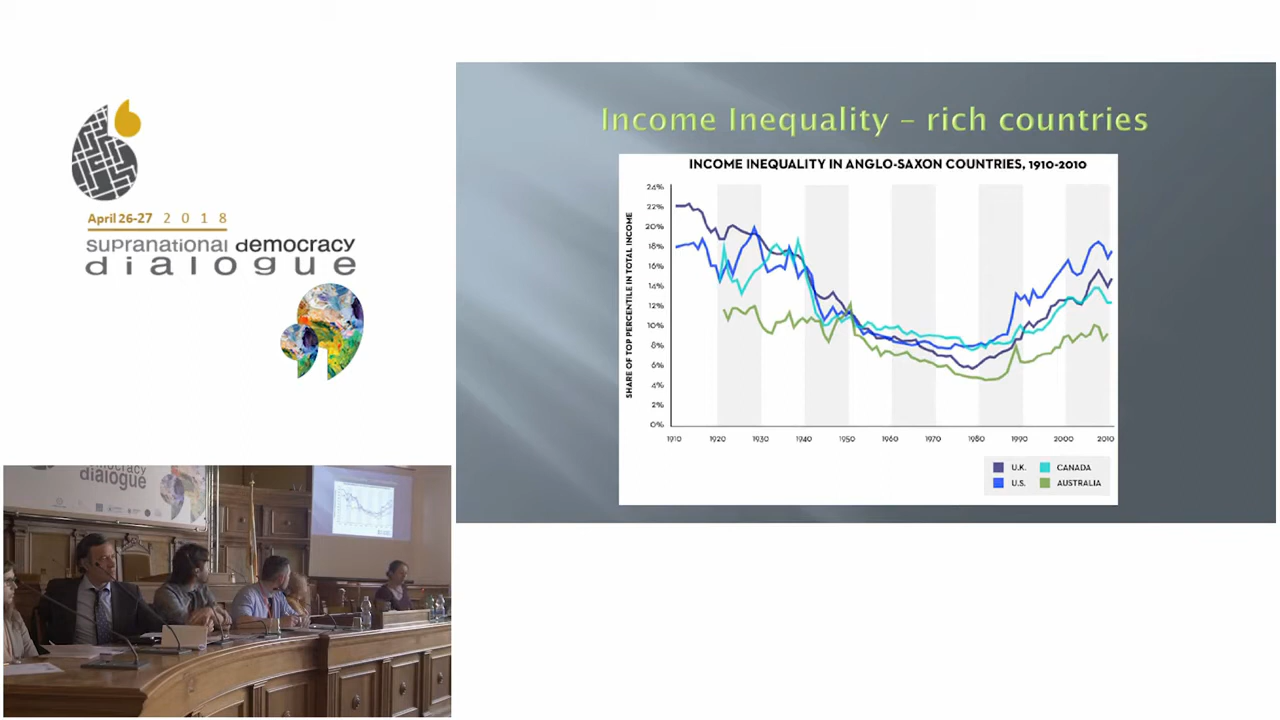 April 26-27 2018
supranational democracy
dialogue
Income Inequality – rich countries
INCOME INEQUALITY IN ANGLO-SAXON COUNTRIES, 1910-2010
SHARE OF TOP PERCENTILE IN TOTAL INCOME
24%
22%
20%
18%
16%
14%
12%
10%
8%
6%
4%
2%
0%
1910 1920 1930 1940 1950 1960 1970 1980 1990 2000 2010
U.K. CANADA
U.S. AUSTRALIA
democracy
dialogue